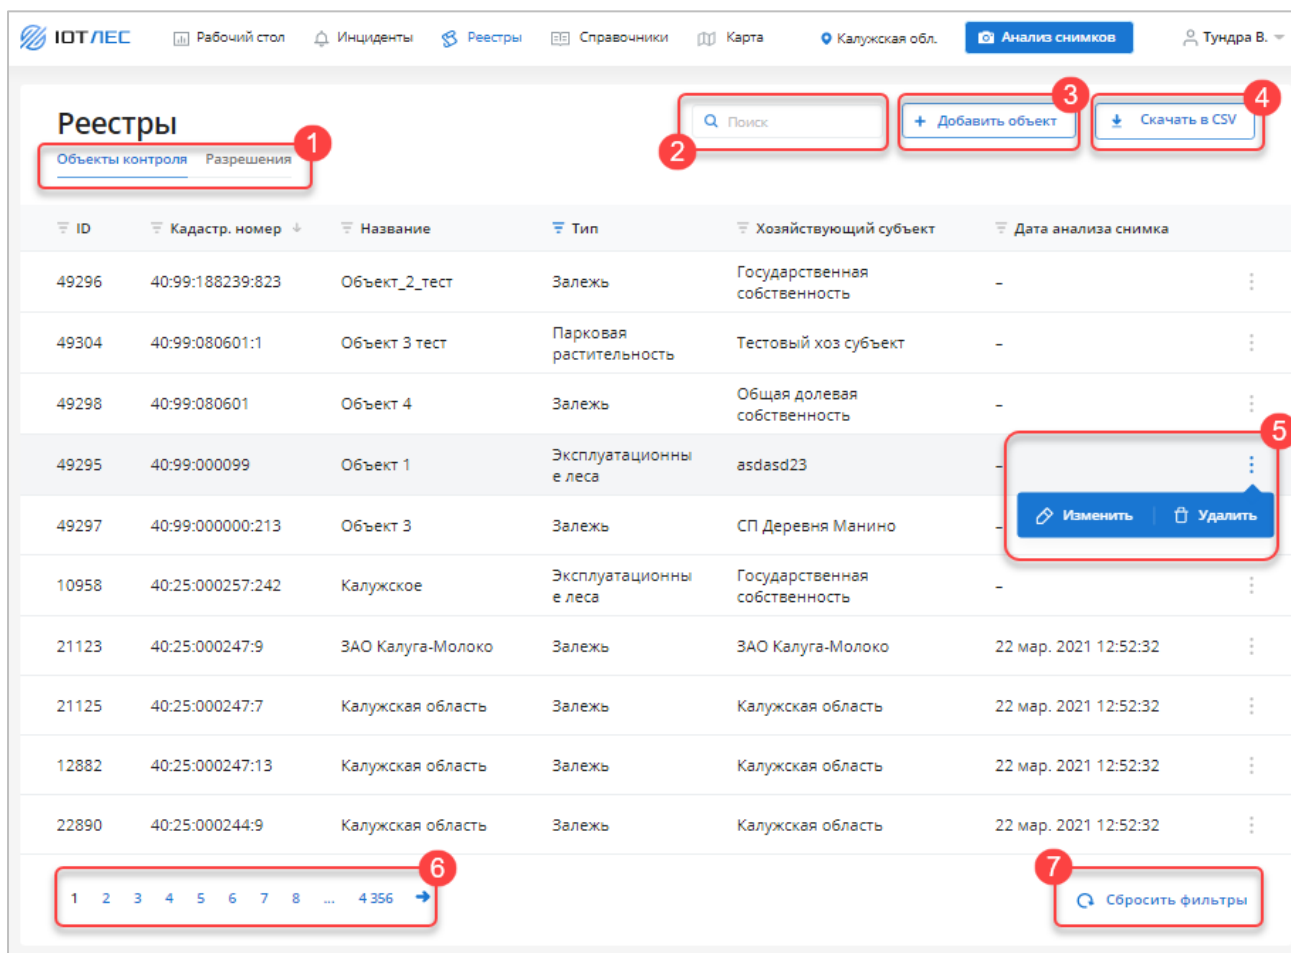 IOT ЛЕС Рабочий стол Инциденты Реестры Справочники Карта Калужская обл. Анализ снимков Тундра В.
Реестры
Поиск
+ Добавить объект
Скачать в CSV
Объекты контроля Разрешения
1
2
3
4
ID Кадастр. номер Название Тип Хозяйствующий субъект Дата анализа снимка
49296 40:99:188239:823 Объект_2_тест Залежь Государственная собственность –
49304 40:99:080601:1 Объект 3 тест Парковая растительность Тестовый хоз субъект –
49298 40:99:080601 Объект 4 Залежь Общая долевая собственность –
5
49295 40:99:000099 Объект 1 Эксплуатационны е леса asdasd23 –
Изменить Удалить
49297 40:99:000000:213 Объект 3 Залежь СП Деревня Манино –
10958 40:25:000257:242 Калужское Эксплуатационны е леса Государственная собственность –
21123 40:25:000247:9 ЗАО Калуга-Молоко Залежь ЗАО Калуга-Молоко 22 мар. 2021 12:52:32
21125 40:25:000247:7 Калужская область Залежь Калужская область 22 мар. 2021 12:52:32
12882 40:25:000247:13 Калужская область Залежь Калужская область 22 мар. 2021 12:52:32
22890 40:25:000244:9 Калужская область Залежь Калужская область 22 мар. 2021 12:52:32
6
7
1 2 3 4 5 6 7 8 ... 4 356
Сбросить фильтры